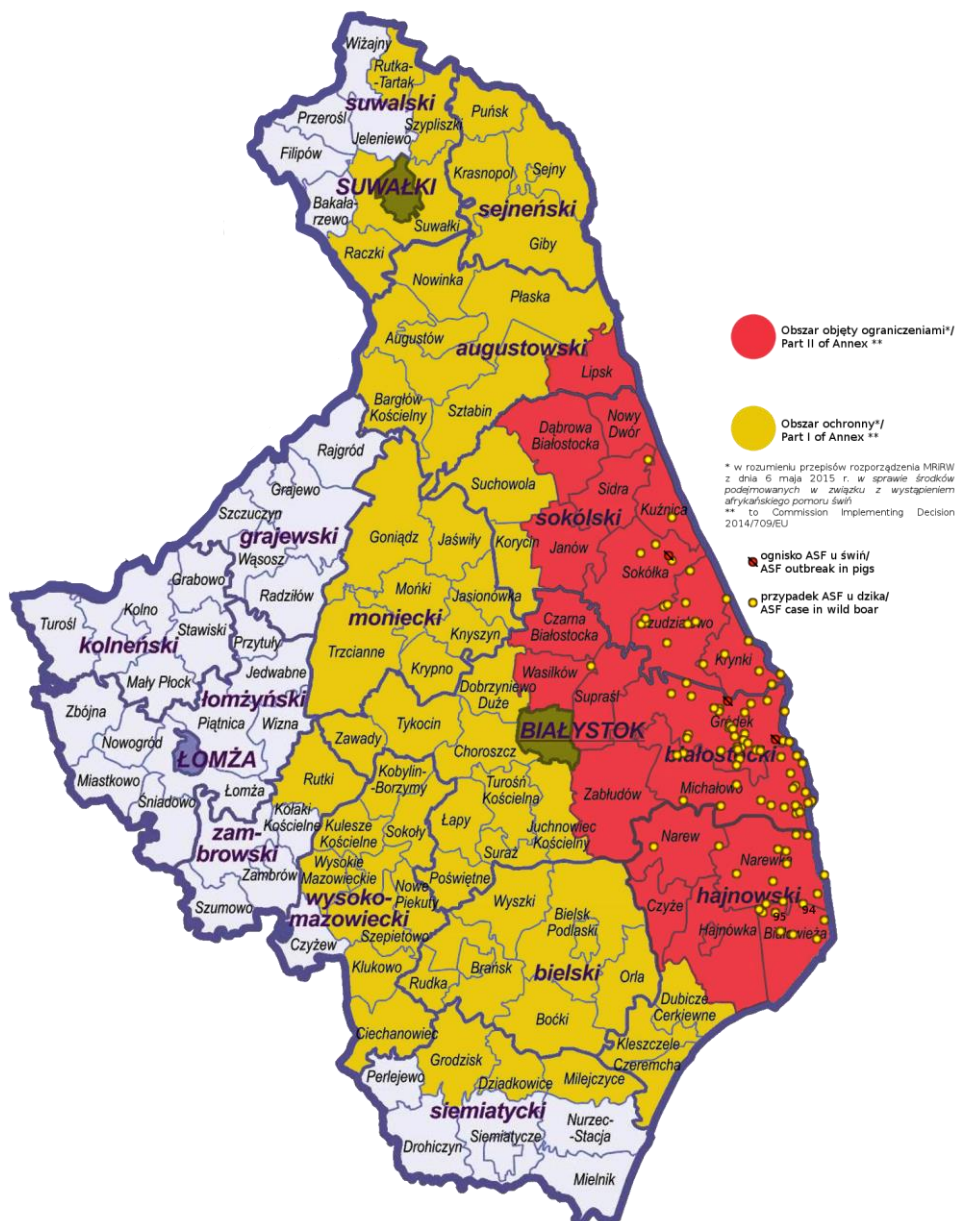 Wiżajny
Rutka-
-Tartak
suwalski
Puńsk
Przerośl
Szypliszki
Jeleniewo
Filipów
Krasnopol
Sejny
SUWAŁKI
Bakała-
rzewo
sejneński
Suwałki
Giby
Raczki
Nowinka
Płaska
Augustów
augustowski
Lipsk
Bargłów
Kościelny
Sztabin
Nowy
Dwór
Dąbrowa
Białostocka
Rajgród
Suchowola
Sidra
Grajewo
Kuźnica
Szczuczyn
sokólski
grajewski
Goniądz
Jaświły
Korycin
Janów
Wąsosz
Sokółka
Grabowo
Mońki
Radziłów
Jasionówka
Kolno
Turośl
Stawiski
moniecki
Czarna
Białostocka
Szudziałowo
kolneński
Przytuły
Knyszyn
Trzcianne
Krypno
Krynki
Mały Płock
Jedwabne
Wasilków
Dobrzyniewo
Duże
Supraśl
łomżyński
Zbójna
Piątnica
Wizna
Tykocin
BIAŁYSTOK
Gródek
Nowogród
Zawady
ŁOMŻA
Choroszcz
białostocki
Miastkowo
Rutki
Kobylin-
-Borzymy
Turośń
Kościelna
Zabłudów
Michałowo
Śniadowo
Łomża
Kołaki
Kościelne
Kulesze
Kościelne
Sokoły
Łapy
Juchnowiec
Kościelny
zam-
browski
Suraż
Narew
Wysokie
Mazowieckie
Narewka
Zambrów
Nowe
Piekuty
Poświętne
hajnowski
Szumowo
wysoko-
mazowiecki
Wyszki
Bielsk
Podlaski
Czyże
94
95
Hajnówka
Białowieża
Szepietowo
Czyżew
Klukowo
Brańsk
bielski
Orla
Rudka
Dubicze
Cerkiewne
Boćki
Ciechanowiec
Kleszczele
Grodzisk
Czeremcha
Perlejewo
Dziadkowice
Milejczyce
siemiatycki
Nurzec-
-Stacja
Drohiczyn
Siemiatycze
Mielnik
Obszar objęty ograniczeniami*/
Part II of Annex **
Obszar ochronny*/
Part I of Annex **
* w rozumieniu przepisów rozporządzenia MRiRW
z dnia 6 maja 2015 r. w sprawie środków
podejmowanych w związku z wystąpieniem
afrykańskiego pomoru świń
** to Commission Implementing Decision
2014/709/EU
ognisko ASF u świń/
ASF outbreak in pigs
przypadek ASF u dzika/
ASF case in wild boar